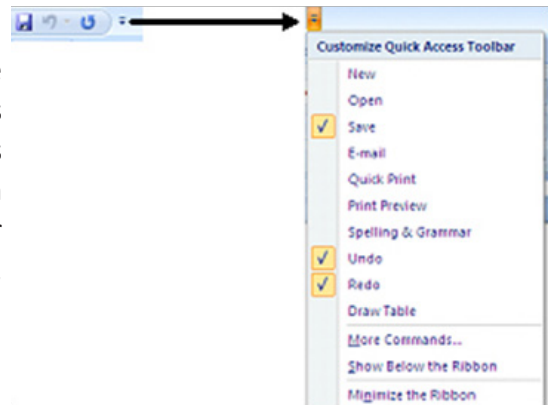 Customize Quick Access Toolbar
New
Open
Save
E-mail
Quick Print
Print Preview
Spelling & Grammar
Undo
Redo
Draw Table
More Commands...
Show Below the Ribbon
Minimize the Ribbon